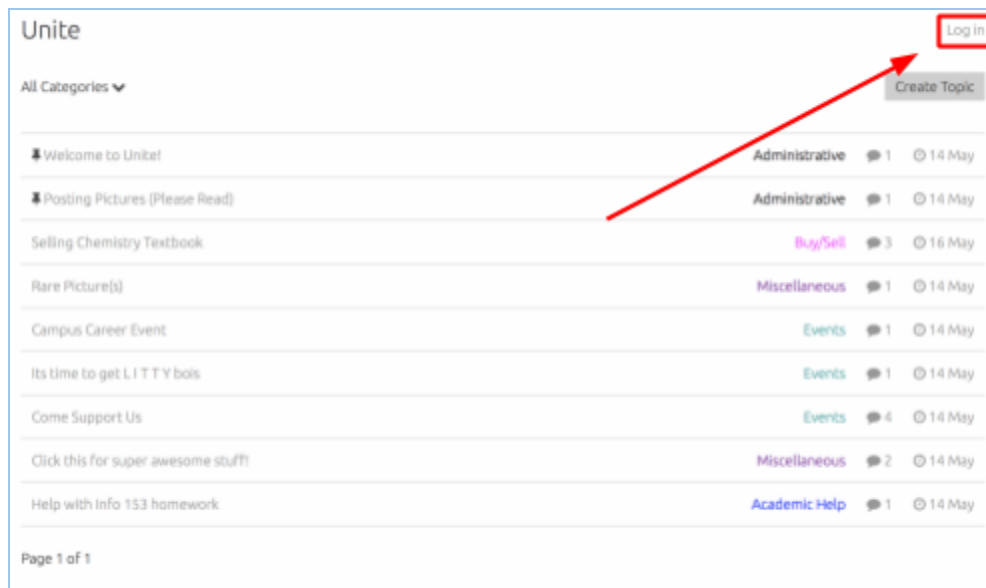 Unite
Log in
All Categories
Create Topic
Welcome to Unite! Administrative 1 14 May
Posting Pictures (Please Read) Administrative 1 14 May
Selling Chemistry Textbook Buy/Sell 3 16 May
Rare Picture(s) Miscellaneous 1 14 May
Campus Career Event Events 1 14 May
Its time to get L I T T Y bois Events 1 14 May
Come Support Us Events 4 14 May
Click this for super awesome stuff! Miscellaneous 2 14 May
Help with Info 153 homework Academic Help 1 14 May
Page 1 of 1